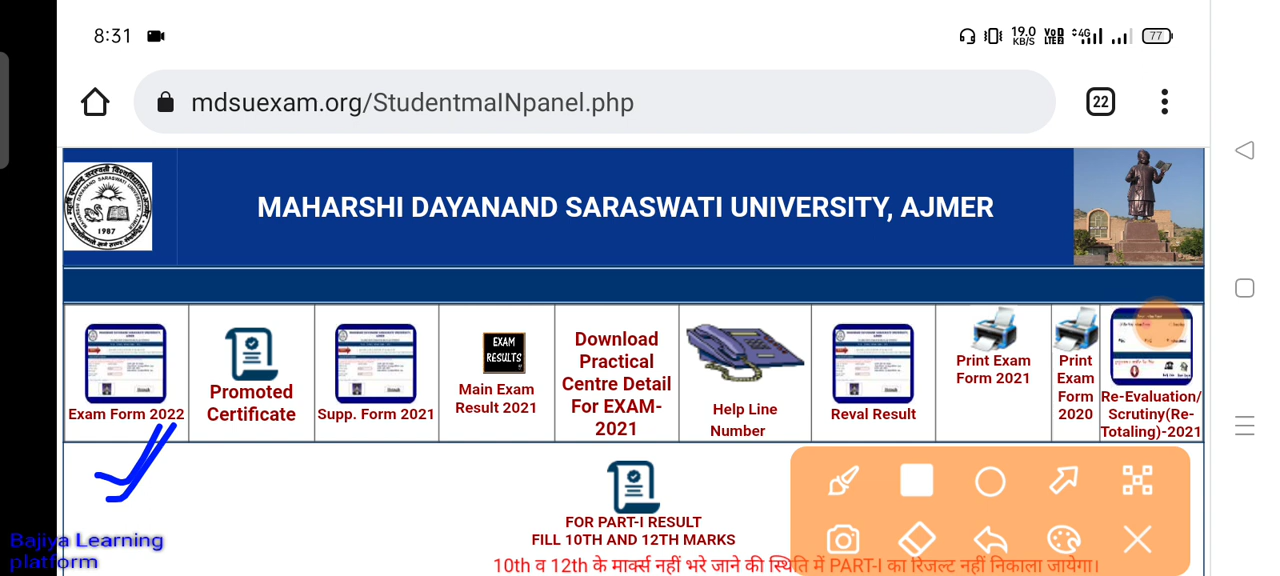 8:31
19.0
KB/S
VoD
LTE2
4G
77
mdsuexam.org/StudentmaINpanel.php
22
MAHARSHI DAYANAND SARASWATI UNIVERSITY, AJMER
1987
Exam Form 2022
Promoted
Certificate
Supp. Form 2021
EXAM
RESULTS
Main Exam
Result 2021
Download
Practical
Centre Detail
For EXAM-
2021
Help Line
Number
Reval Result
Print Exam
Form 2021
Print
Exam
Form
2020
Re-Evaluation/
Scrutiny(Re-
Totaling)-2021
FOR PART-I RESULT
FILL 10TH AND 12TH MARKS
10th व 12th के मार्क्स नहीं भरे जाने की स्थिति में PART-I का रिजल्ट नहीं निकाला जायेगा।
Bajiya Learning
platform